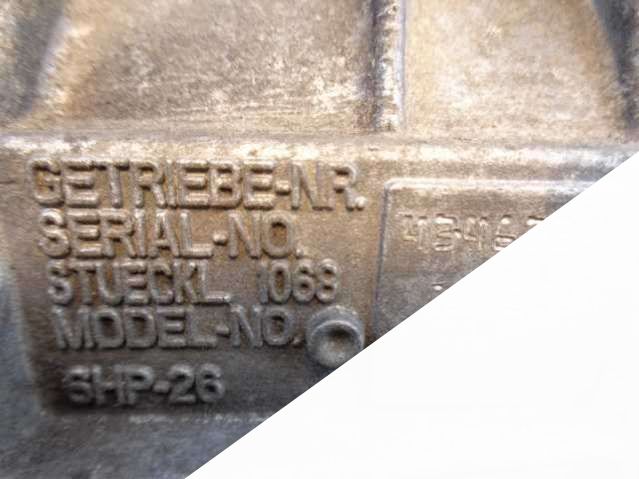 GETRIEBE-NR.
SERIAL-NO.
STUECKL. 1068
MODEL-NO.
6HP-26